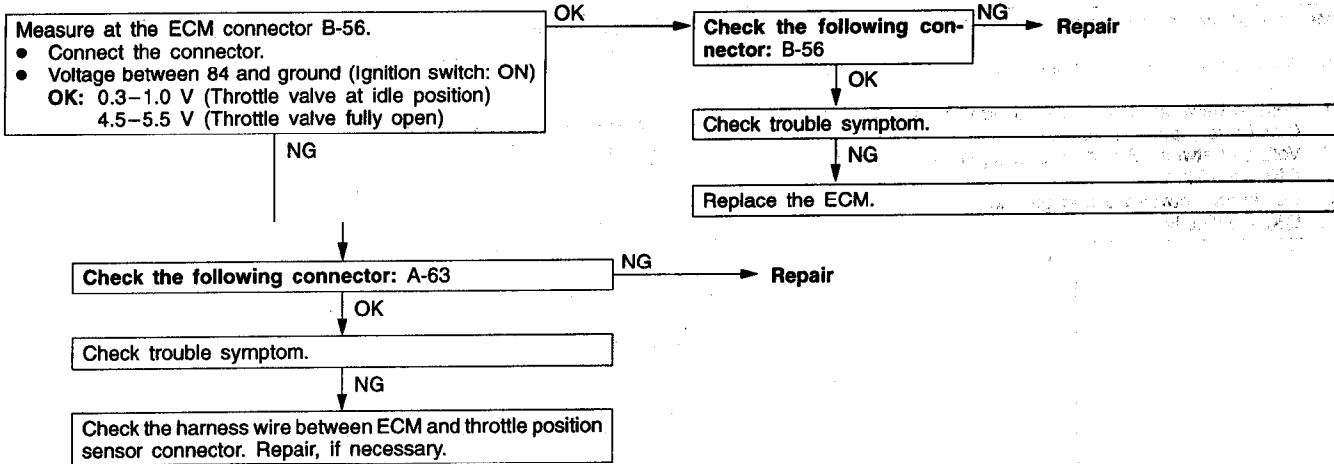 Measure at the ECM connector B-56.
● Connect the connector.
● Voltage between 84 and ground (Ignition switch: ON)
OK: 0.3–1.0 V (Throttle valve at idle position)
4.5–5.5 V (Throttle valve fully open)
OK
Check the following con-
nector: B-56
NG
Repair
OK
Check trouble symptom.
NG
Replace the ECM.
NG
Check the following connector: A-63
NG
Repair
OK
Check trouble symptom.
NG
Check the harness wire between ECM and throttle position
sensor connector. Repair, if necessary.